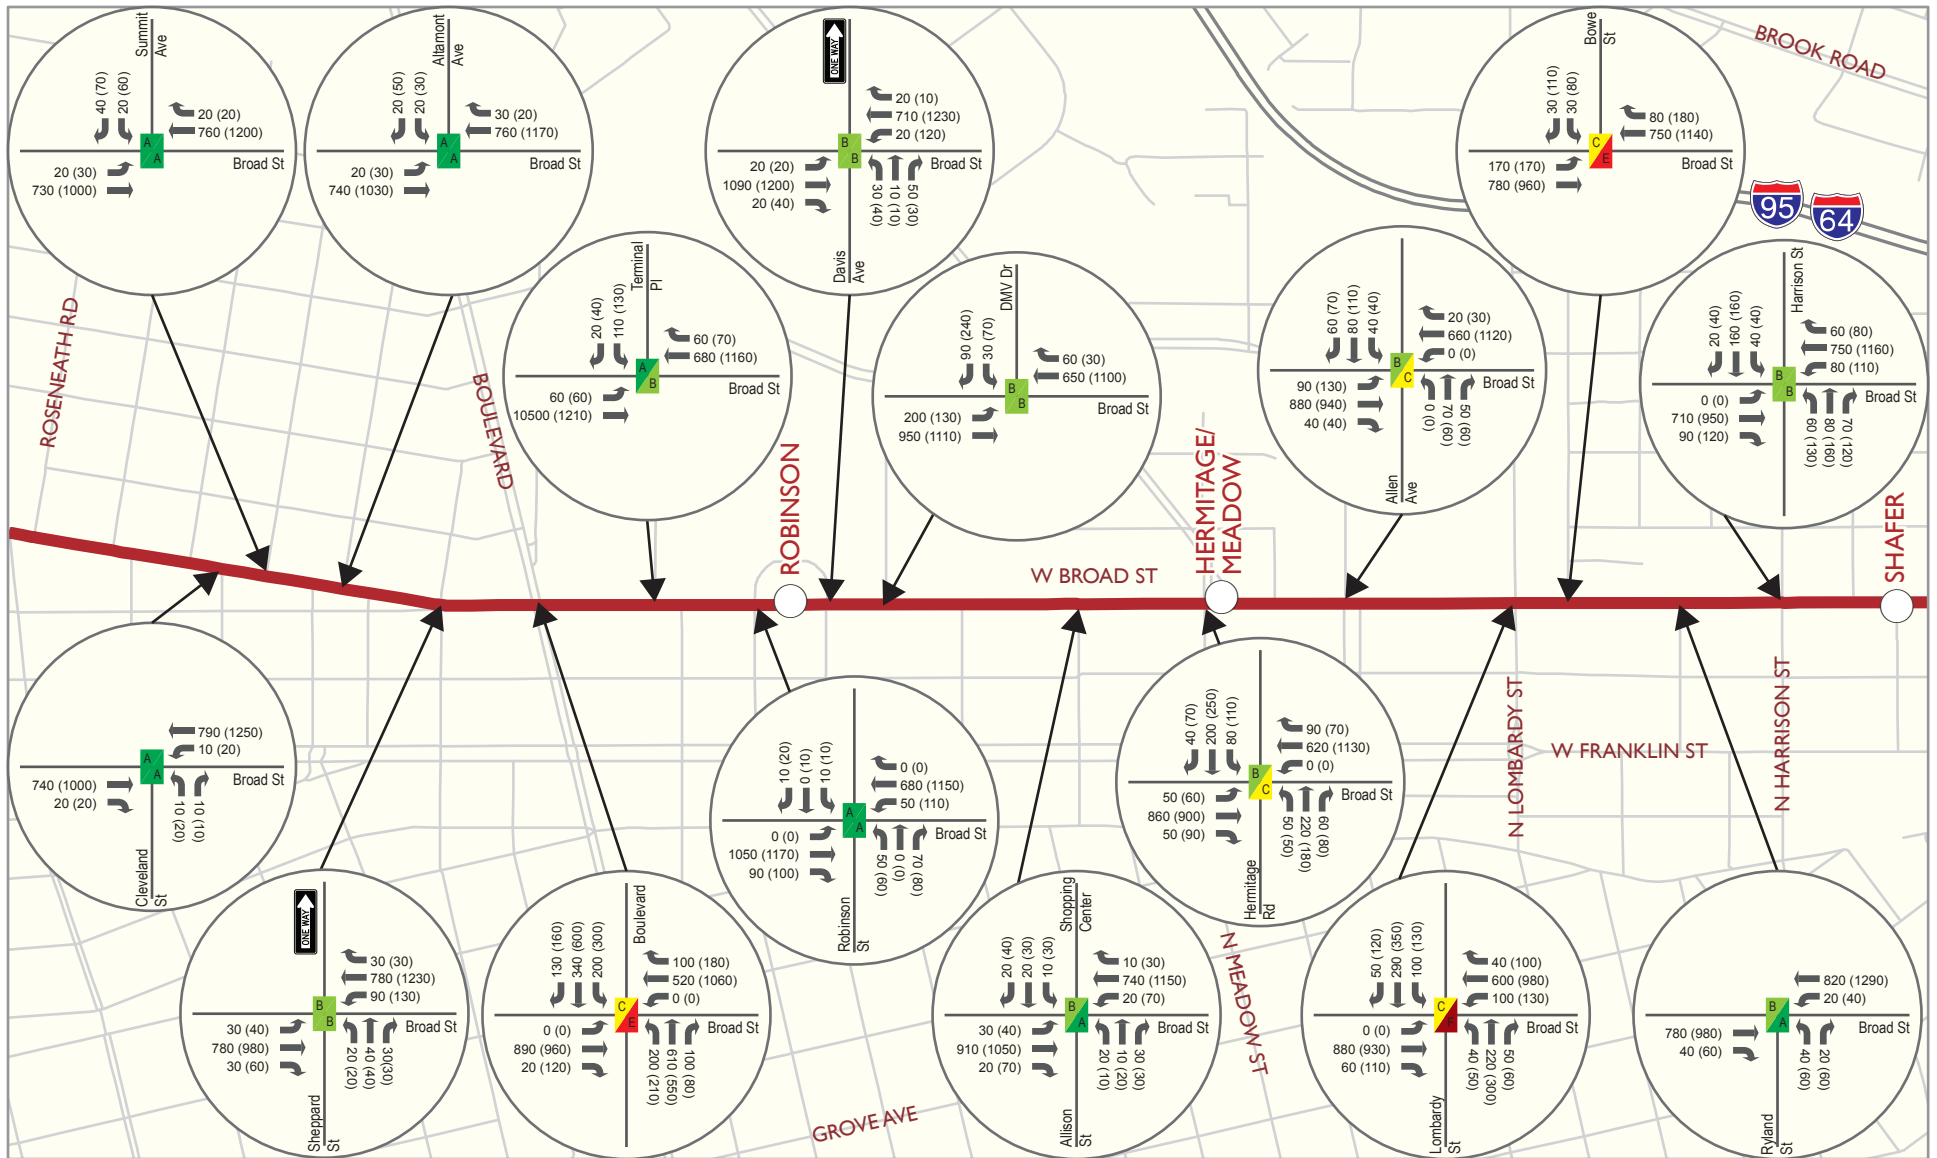 Summit
Ave
40 (70)
20 (60)
20 (20)
760 (1200)
A
A
Broad St
20 (30)
730 (1000)
Altamont
Ave
20 (50)
20 (30)
30 (20)
760 (1170)
A
A
Broad St
20 (30)
740 (1030)
ONE WAY
20 (10)
710 (1230)
20 (120)
B
B
Broad St
20 (20)
1090 (1200)
20 (40)
30 (40)
10 (10)
50 (30)
Davis
Ave
Bowe
St
30 (110)
30 (80)
80 (180)
750 (1140)
C
E
Broad St
170 (170)
780 (960)
BROOK ROAD
95
64
Terminal
Pl
20 (40)
110 (130)
60 (70)
680 (1160)
A
B
Broad St
60 (60)
10500 (1210)
DMV Dr
90 (240)
30 (70)
60 (30)
650 (1100)
B
B
Broad St
200 (130)
950 (1110)
60 (70)
80 (110)
40 (40)
20 (30)
660 (1120)
0 (0)
B
C
Broad St
90 (130)
880 (940)
40 (40)
0 (0)
70 (60)
50 (60)
Allen
Ave
Harrison St
20 (40)
160 (160)
40 (40)
60 (80)
750 (1160)
80 (110)
B
B
Broad St
0 (0)
710 (950)
90 (120)
60 (130)
80 (160)
70 (120)
ROSENEATH RD
BOULEVARD
ROBINSON
HERMITAGE/
MEADOW
SHAFER
W BROAD ST
790 (1250)
10 (20)
A
A
Broad St
740 (1000)
20 (20)
10 (20)
10 (10)
Cleveland
St
10 (20)
0 (10)
10 (10)
0 (0)
680 (1150)
50 (110)
A
A
Broad St
0 (0)
1050 (1170)
90 (100)
50 (60)
0 (0)
70 (80)
Robinson
St
40 (70)
200 (250)
80 (110)
90 (70)
620 (1130)
0 (0)
B
C
Broad St
50 (60)
860 (900)
50 (90)
50 (50)
220 (180)
60 (80)
Hermitage
Rd
N LOMBARDY ST
W FRANKLIN ST
N HARRISON ST
ONE WAY
30 (30)
780 (1230)
90 (130)
B
B
Broad St
30 (40)
780 (980)
30 (60)
20 (20)
40 (40)
30(30)
Sheppard
St
Boulevard
130 (160)
340 (600)
200 (300)
100 (180)
520 (1060)
0 (0)
C
E
Broad St
0 (0)
890 (960)
20 (120)
200 (210)
610 (550)
100 (80)
GROVE AVE
Shopping
Center
20 (40)
20 (30)
10 (30)
10 (30)
740 (1150)
20 (70)
B
A
Broad St
30 (40)
910 (1050)
20 (70)
20 (10)
10 (20)
30 (30)
Allison
St
N MEADOW ST
50 (120)
290 (350)
100 (130)
40 (100)
600 (980)
100 (130)
C
F
Broad St
0 (0)
880 (930)
60 (110)
40 (50)
220 (300)
50 (60)
Lombardy
St
820 (1290)
20 (40)
B
A
Broad St
780 (980)
40 (60)
40 (60)
20 (60)
Ryland
St